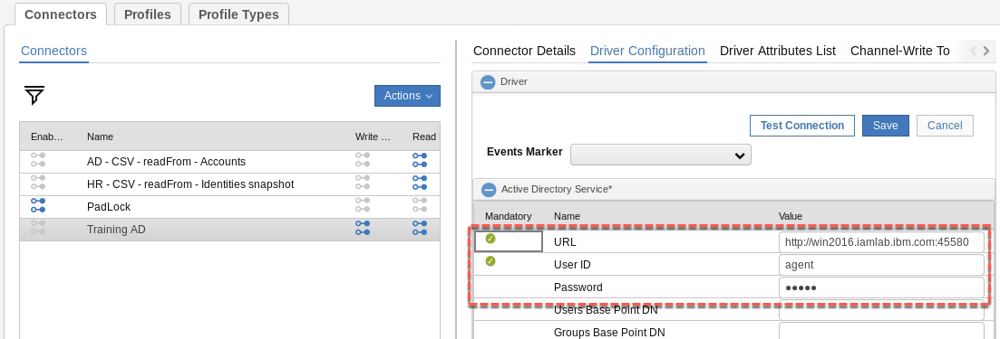 Connectors Profiles Profile Types
Connectors
Actions
Enab... Name Write ... Read
AD - CSV - readFrom - Accounts
HR - CSV - readFrom - Identities snapshot
PadLock
Training AD
Connector Details Driver Configuration Driver Attributes List Channel-Write To
Driver
Test Connection Save Cancel
Events Marker
Active Directory Service*
Mandatory Name Value
URL http://win2016.iamlab.ibm.com:45580
User ID agent
Password ●●●●●
Users Base Point DN
Groups Base Point DN